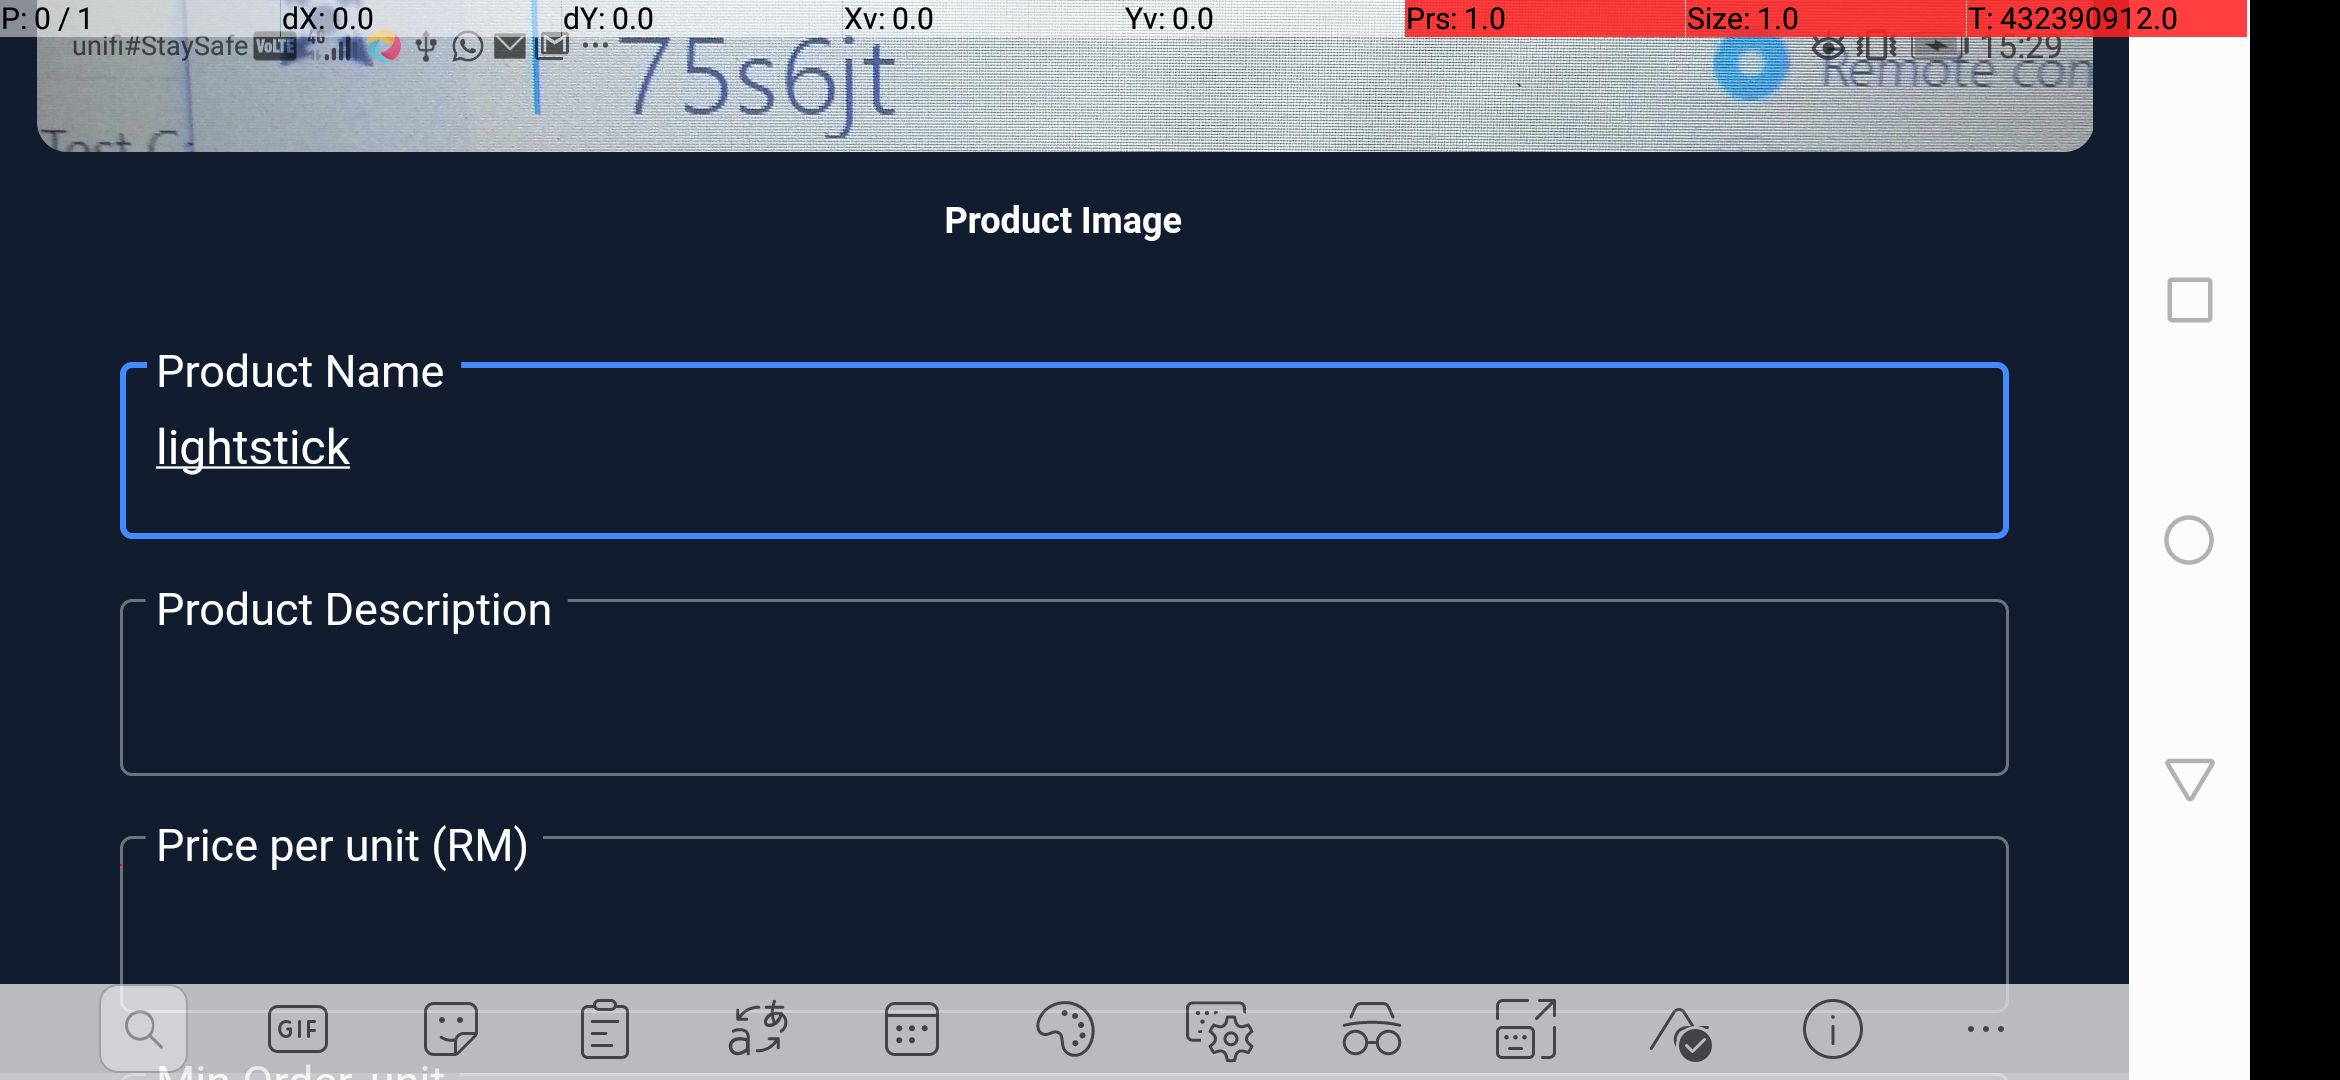 P: 0 / 1 dX: 0.0 dY: 0.0 Xv: 0.0 Yv: 0.0 Prs: 1.0 Size: 1.0 T: 432390912.0
unifi#StaySafe VoLTE 4G 15:29
75s6jt
Remote con
Test C
Product Image
Product Name
lightstick
Product Description
Price per unit (RM)
GIF
a あ
Min Order, unit